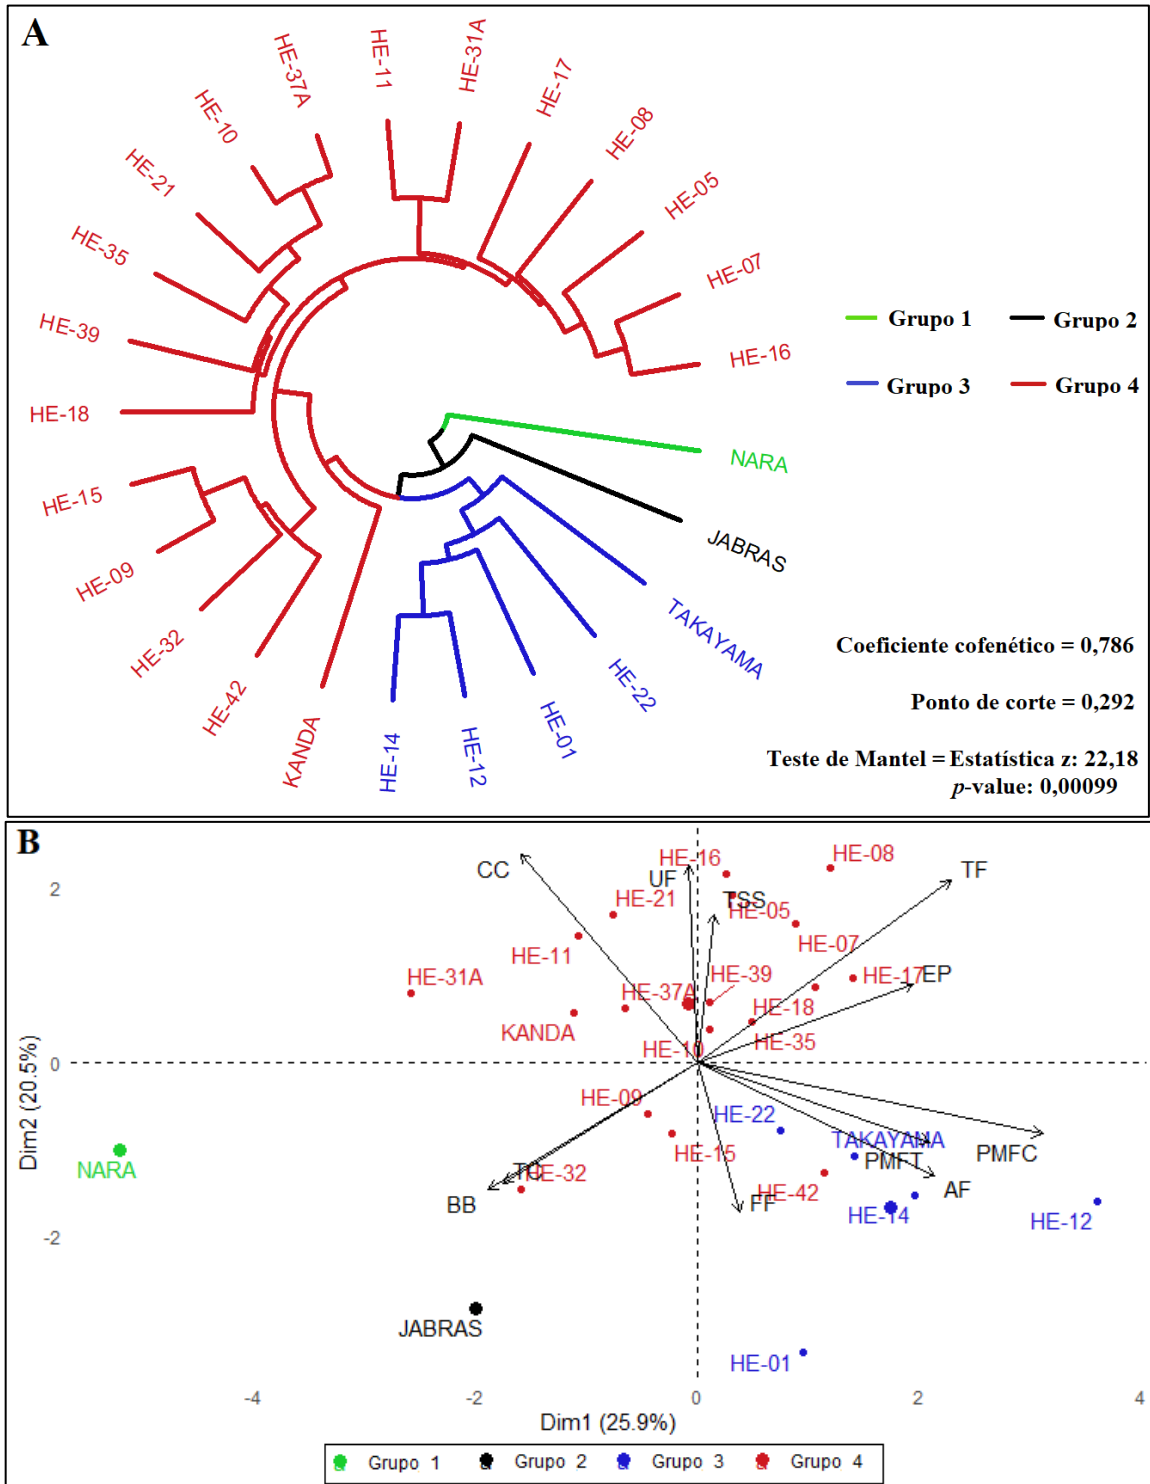 A
HE-37A
HE-11
HE-31A
HE-17
HE-10
HE-08
HE-21
HE-05
HE-35
HE-07
HE-39
HE-16
HE-18
NARA
HE-15
JABRAS
HE-09
TAKAYAMA
HE-32
HE-22
HE-42
HE-01
KANDA
HE-14
HE-12
Grupo 1
Grupo 2
Grupo 3
Grupo 4
Coeficiente cofenético = 0,786
Ponto de corte = 0,292
Teste de Mantel = Estatística z: 22,18
p-value: 0,00099
B
CC
UF
HE-16
HE-08
TF
2
HE-21
TSS
HE-05
HE-11
HE-07
HE-31A
HE-37A
HE-39
HE-17
EP
KANDA
HE-18
HE-10
HE-35
0
HE-09
HE-22
TAKAYAMA
NARA
HE-15
PMFT
PMFC
TC
HE-32
HE-42
AF
BB
FF
HE-14
HE-12
-2
JABRAS
HE-01
Dim2 (20.5%)
-4
-2
0
2
4
Dim1 (25.9%)
Grupo 1
Grupo 2
Grupo 3
Grupo 4